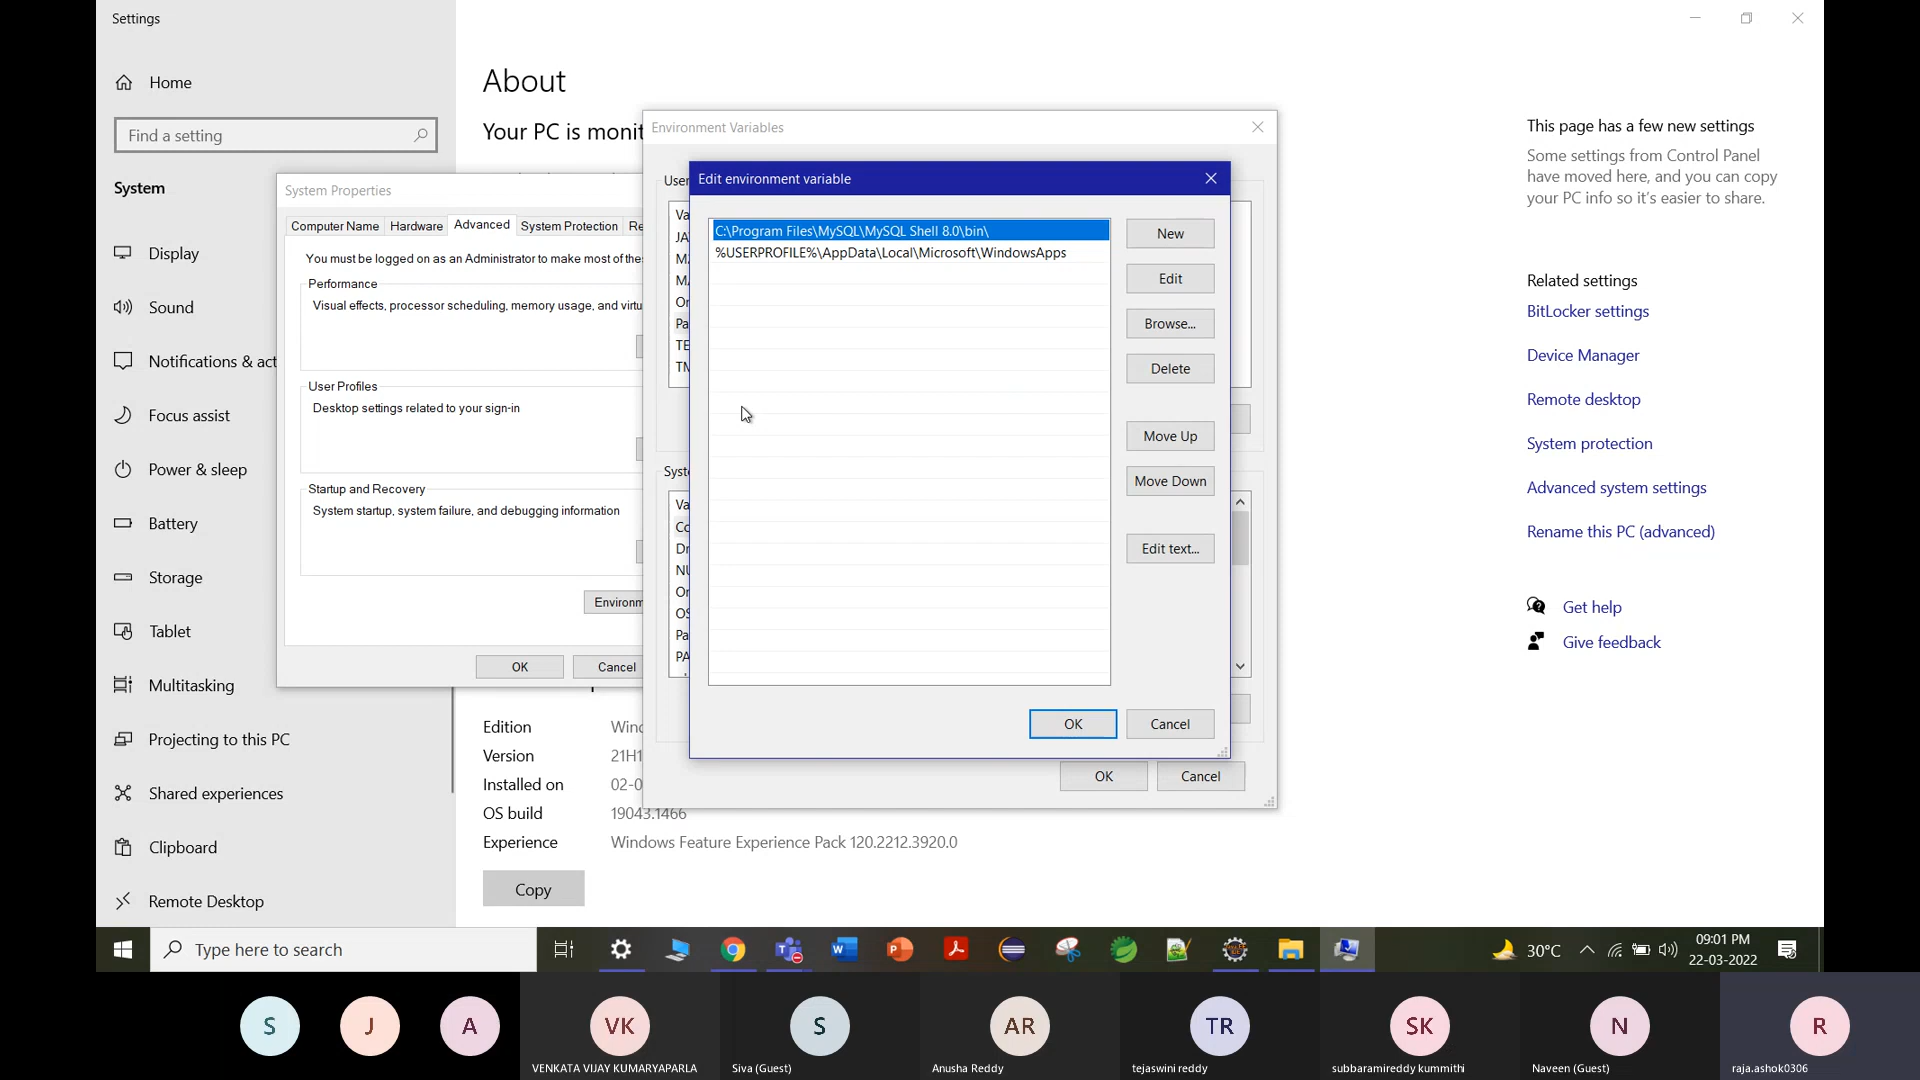 Settings
Home
Find a setting
System
Display
Sound
Notifications & act
Focus assist
Power & sleep
Battery
Storage
Tablet
Multitasking
Projecting to this PC
Shared experiences
Clipboard
Remote Desktop
About
Your PC is monit
System Properties
Computer Name
Hardware
Advanced
System Protection
Re
You must be logged on as an Administrator to make most of the
Performance
Visual effects, processor scheduling, memory usage, and virtu
User Profiles
Desktop settings related to your sign-in
Startup and Recovery
System startup, system failure, and debugging information
Environm
OK
Cancel
Environment Variables
User
Va
JA
Or
Pa
TE
Syst
Va
Co
Dr
NU
Or
OS
Pa
PA
OK
Cancel
Edit environment variable
C:\Program Files\MySQL\MySQL Shell 8.0\bin\
%USERPROFILE%\AppData\Local\Microsoft\WindowsApps
New
Edit
Browse...
Delete
Move Up
Move Down
Edit text...
OK
Cancel
Edition Winc
Version 21H1
Installed on 02-0
OS build 19043.1466
Experience Windows Feature Experience Pack 120.2212.3920.0
Copy
This page has a few new settings
Some settings from Control Panel
have moved here, and you can copy
your PC info so it's easier to share.
Related settings
BitLocker settings
Device Manager
Remote desktop
System protection
Advanced system settings
Rename this PC (advanced)
Get help
Give feedback
Type here to search
30°C
09:01 PM
22-03-2022
S
J
A
VK
S
AR
TR
SK
N
R
VENKATA VIJAY KUMARYAPARLA
Siva (Guest)
Anusha Reddy
tejaswini reddy
subbaramireddy kummithi
Naveen (Guest)
raja.ashok0306